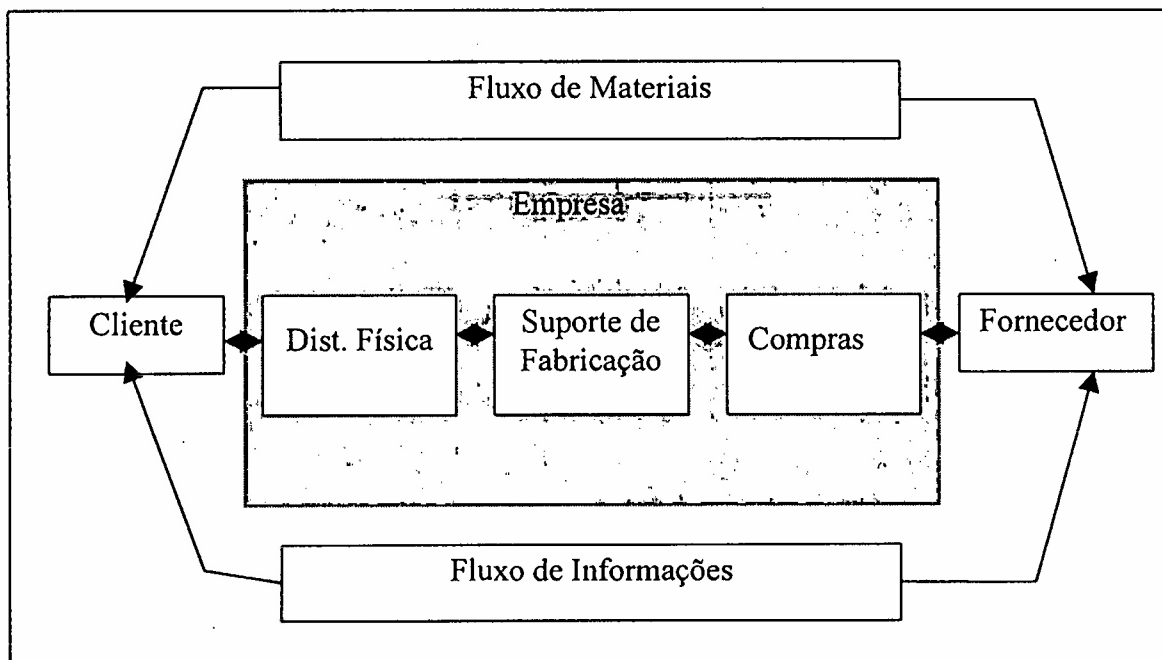 Fluxo de Materiais
Empresa
Cliente
Dist. Física
Suporte de
Fabricação
Compras
Fornecedor
Fluxo de Informações